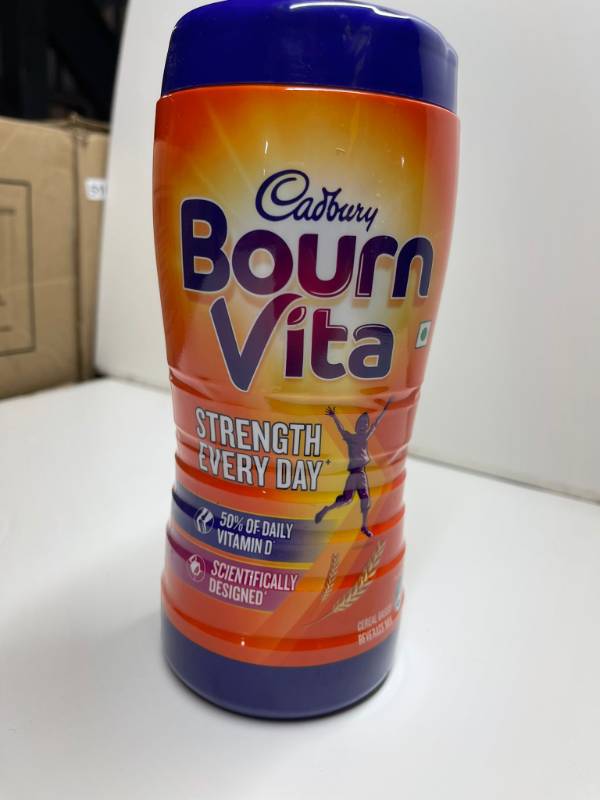 Cadbury
Bourn
Vita
STRENGTH
EVERY DAY+
50% OF DAILY
VITAMIN D*
SCIENTIFICALLY
DESIGNED*
CEREAL BASED
BEVERAGE MIX